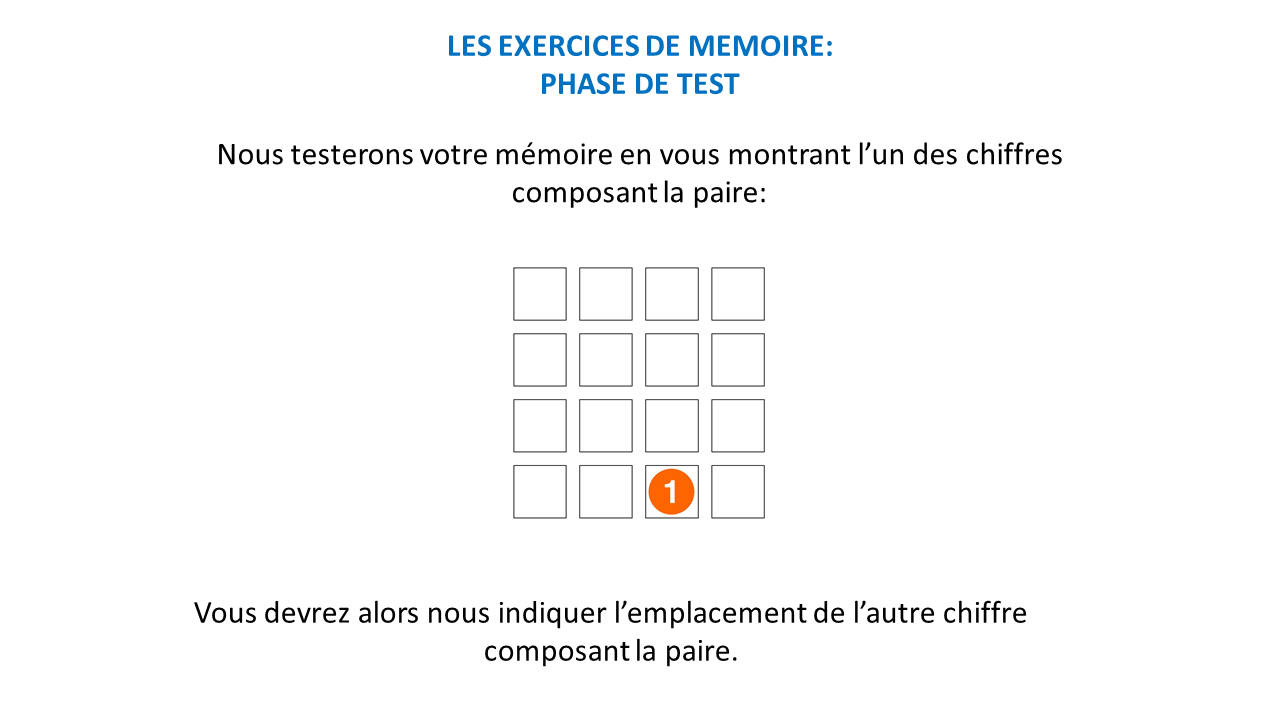 LES EXERCICES DE MEMOIRE:
PHASE DE TEST
Nous testerons votre mémoire en vous montrant l’un des chiffres
composant la paire:
1
Vous devrez alors nous indiquer l’emplacement de l’autre chiffre
composant la paire.